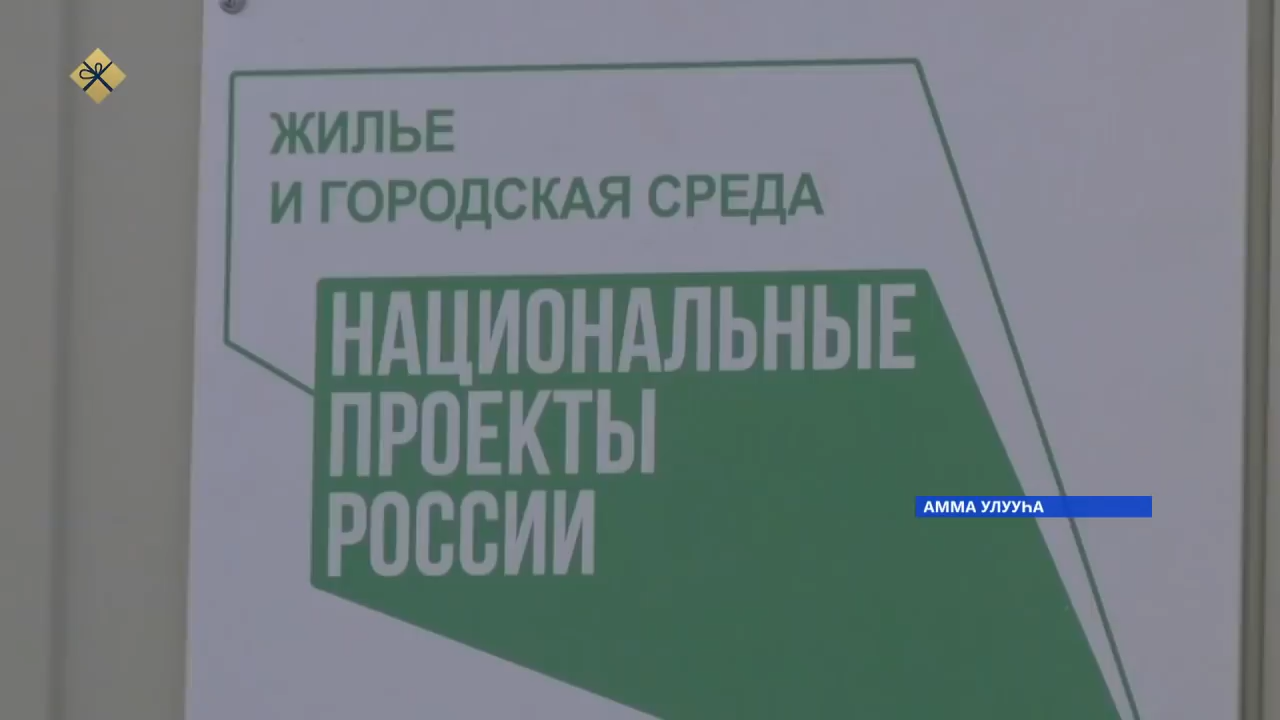 ЖИЛЬЕ
И ГОРОДСКАЯ СРЕДА
НАЦИОНАЛЬНЫЕ
ПРОЕКТЫ
РОССИИ
АММА УЛУУҺА